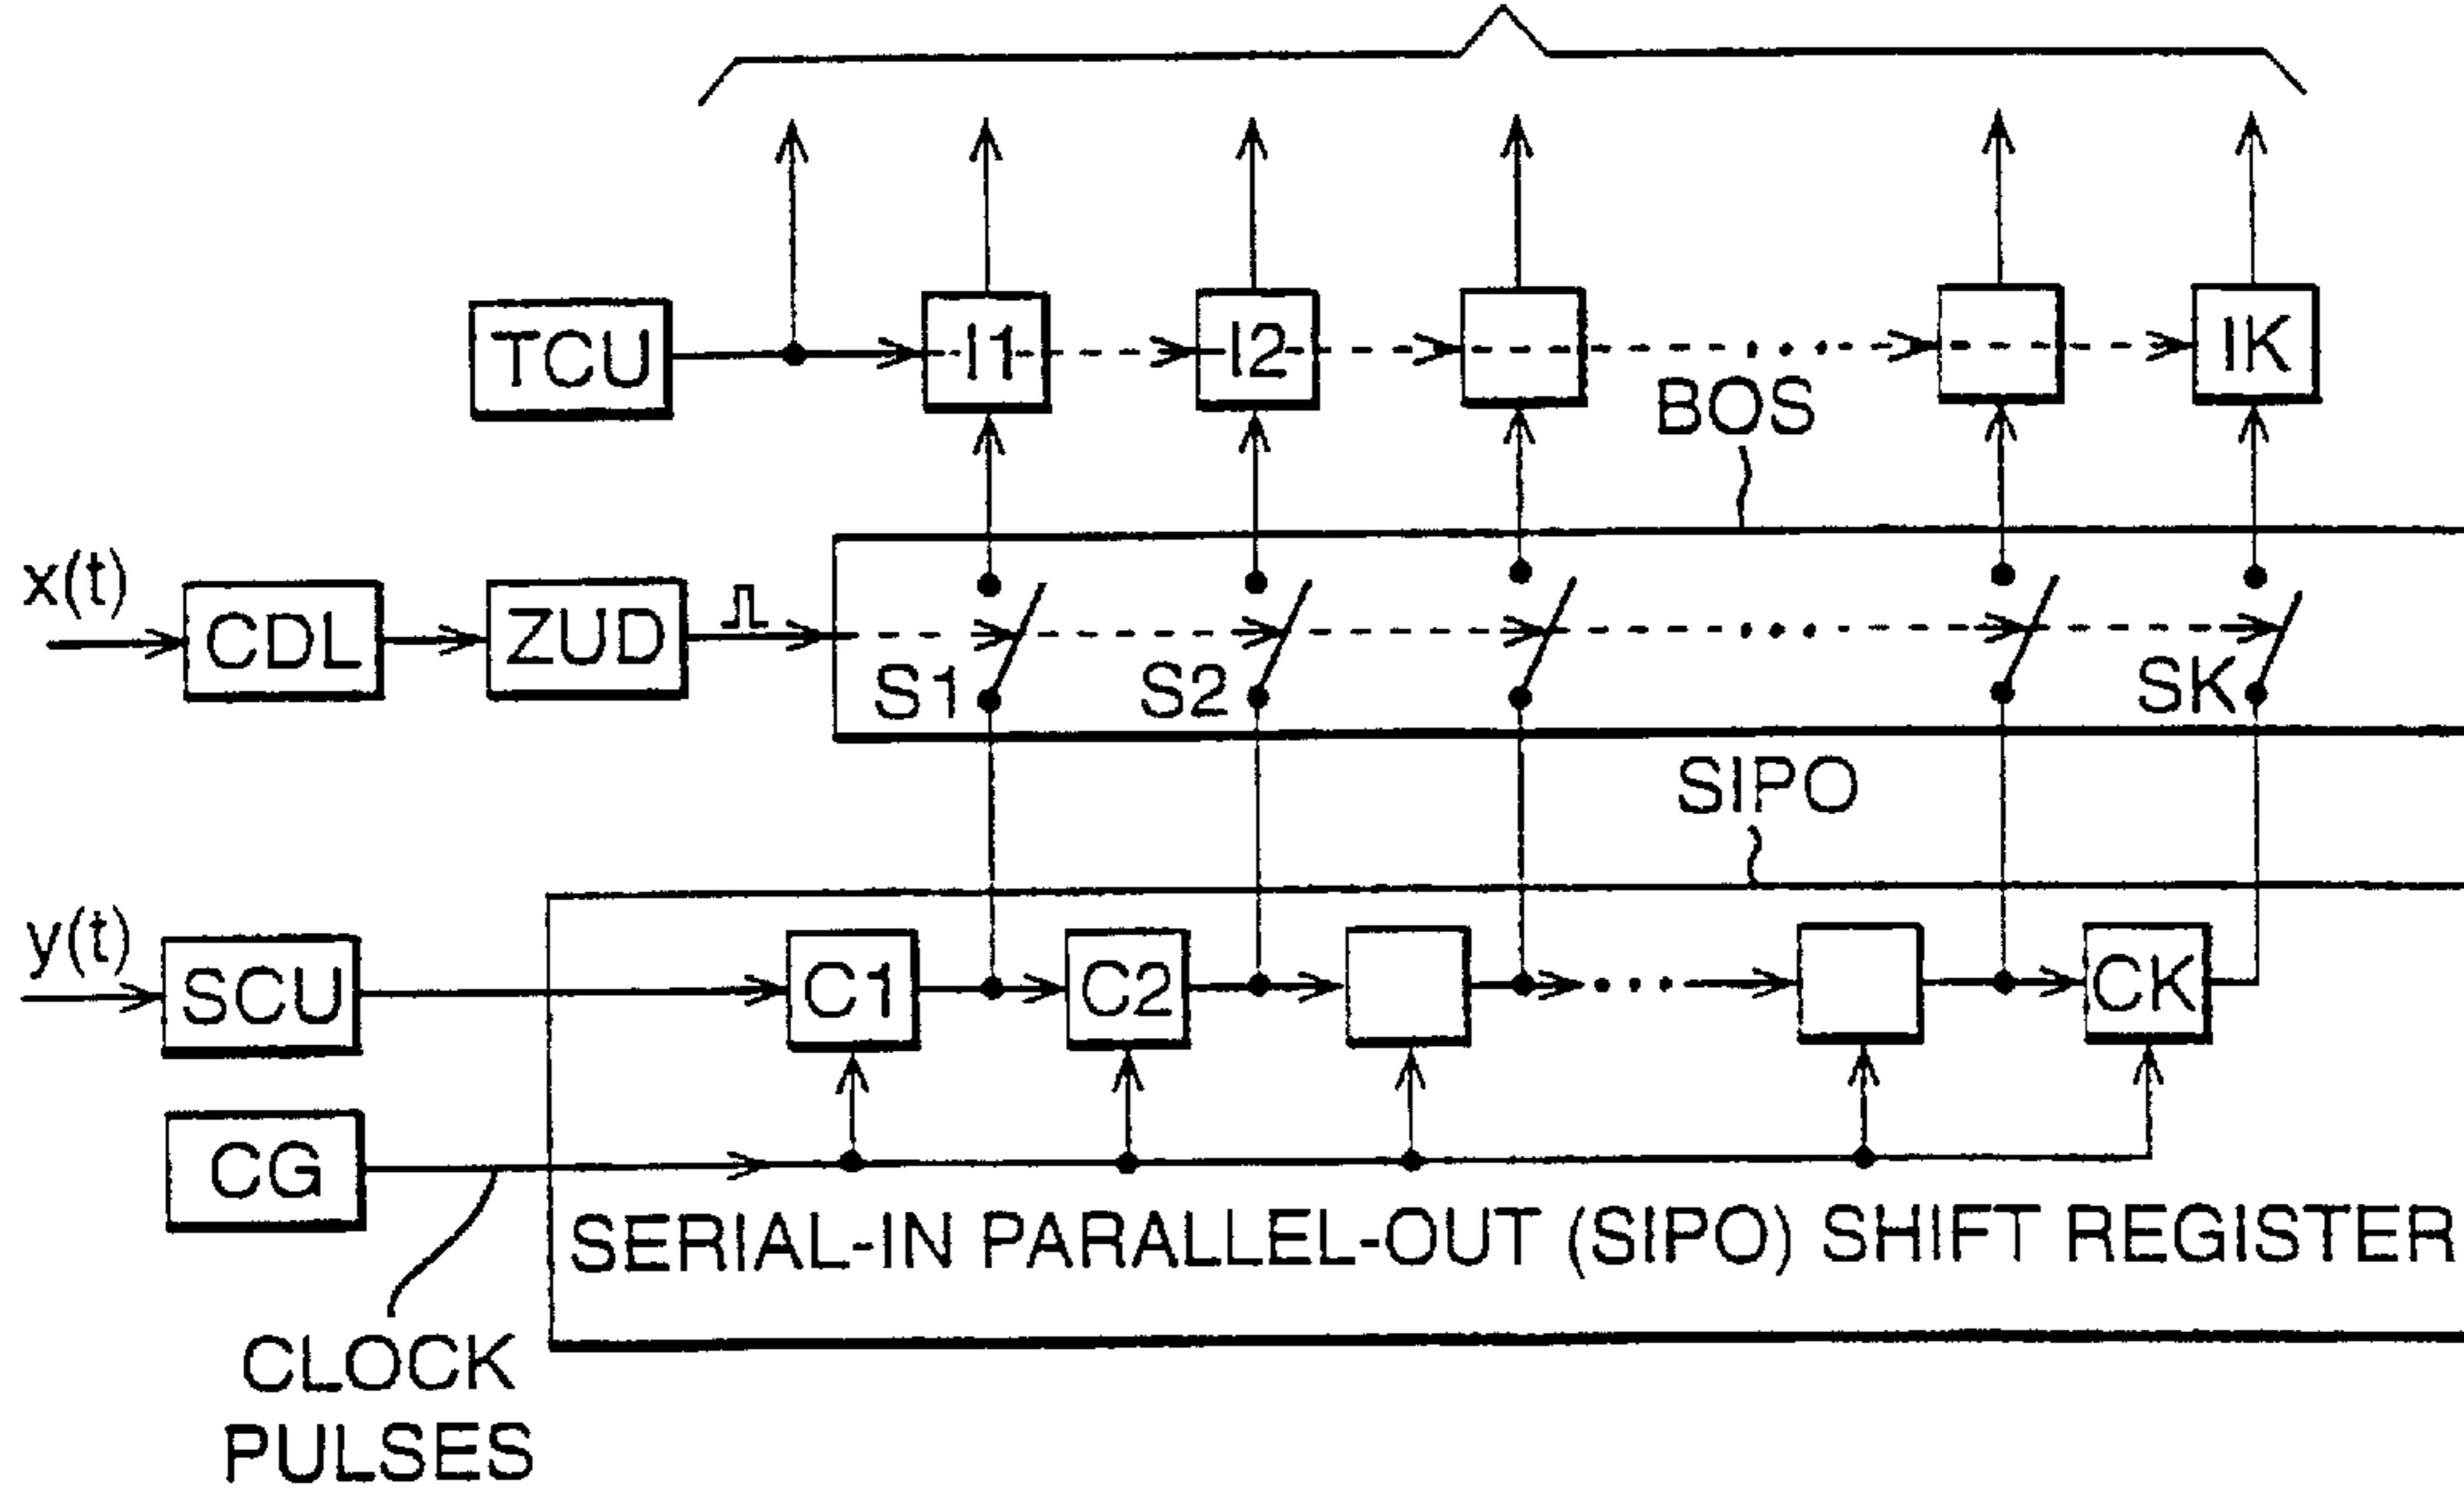 TCU
I1
I2
IK
BOS
x(t)
CDL
ZUD
S1
S2
SK
SIPO
y(t)
SCU
C1
C2
CK
CG
SERIAL-IN PARALLEL-OUT (SIPO) SHIFT REGISTER
CLOCK
PULSES